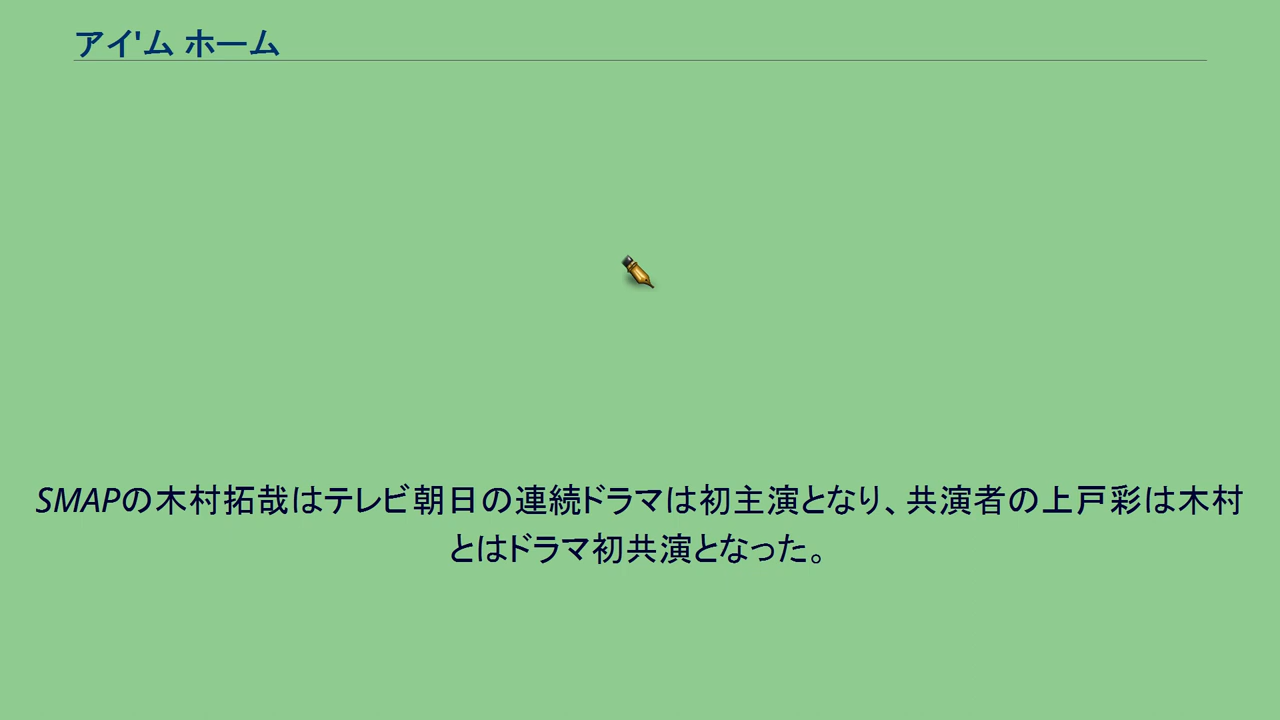 アイ'ム ホーム
SMAPの木村拓哉はテレビ朝日の連続ドラマは初主演となり、共演者の上戸彩は木村
とはドラマ初共演となった。